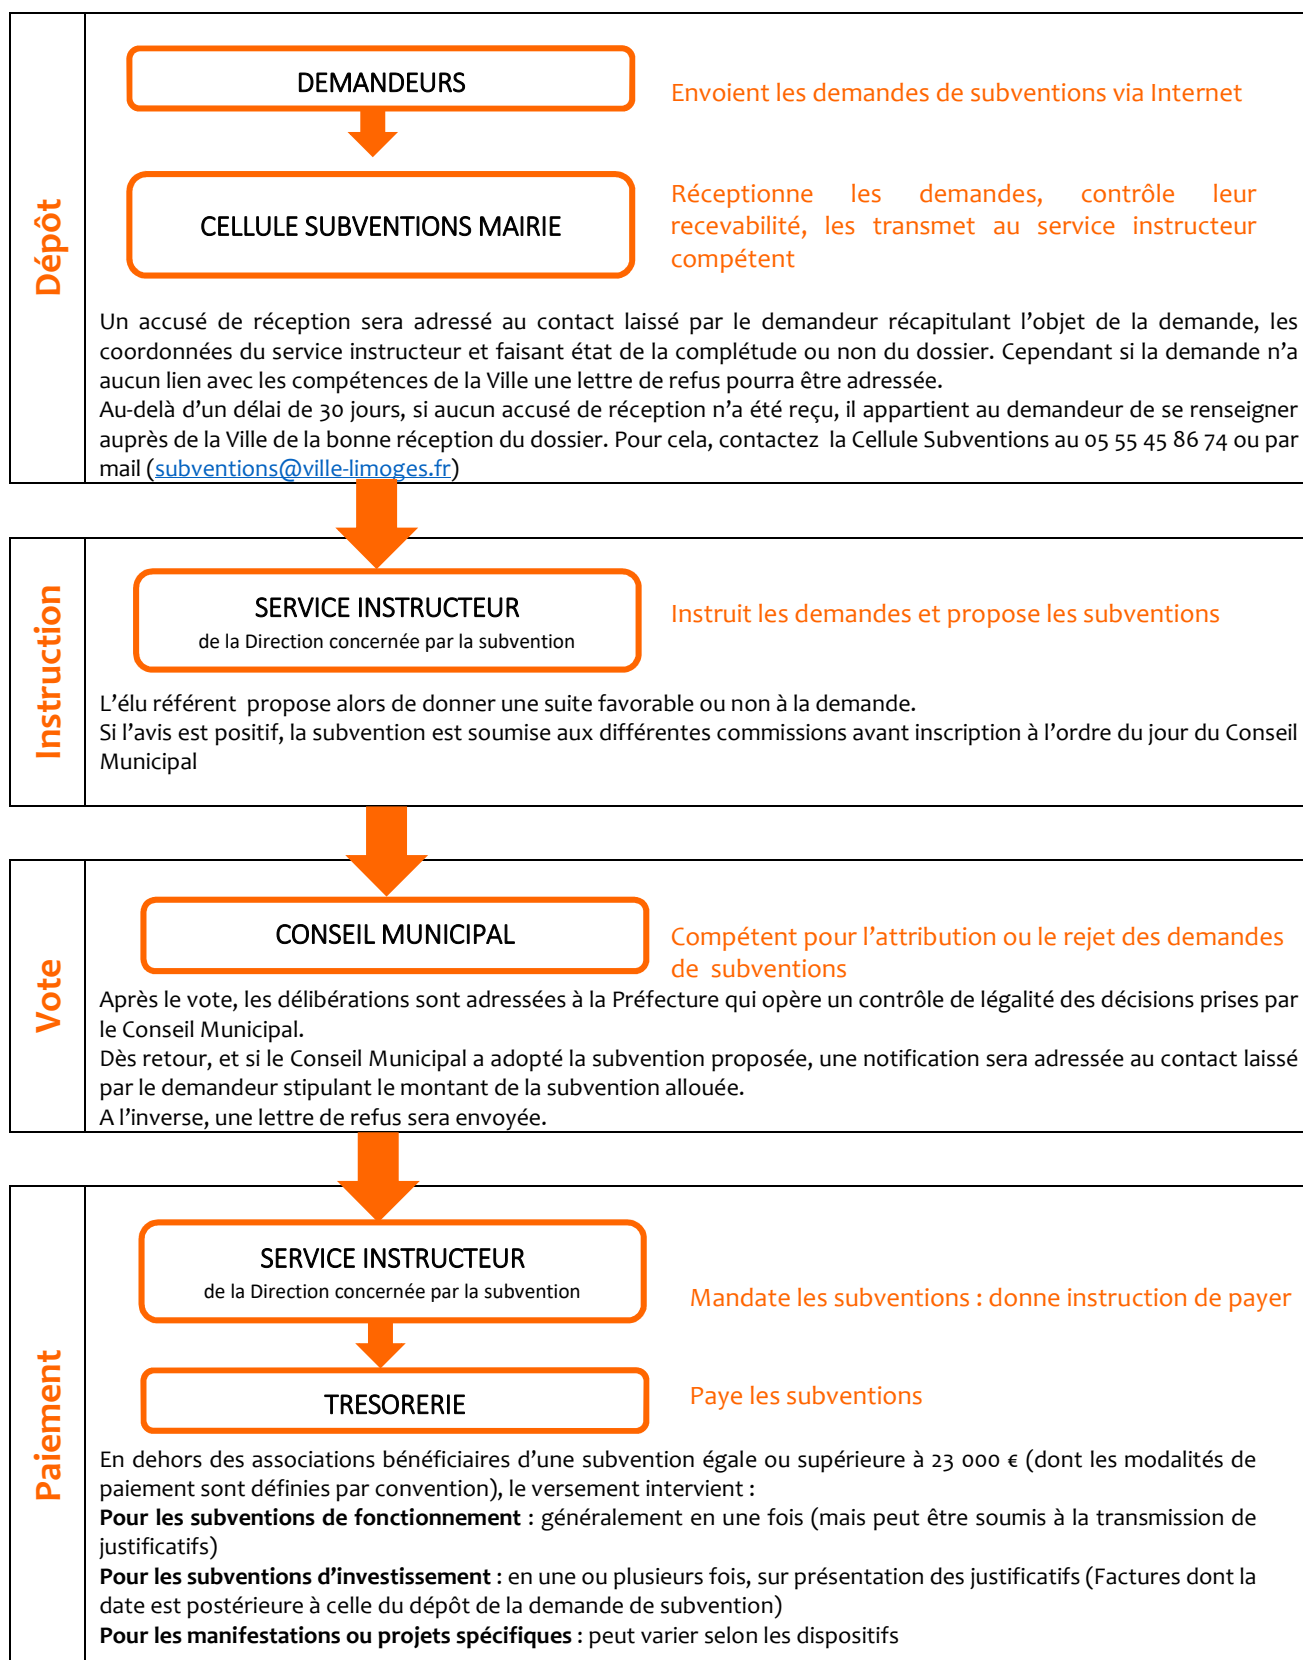 Dépôt
DEMANDEURS
Envoient les demandes de subventions via Internet
CELLULE SUBVENTIONS MAIRIE
Réceptionne les demandes, contrôle leur
recevabilité, les transmet au service instructeur
compétent
Un accusé de réception sera adressé au contact laissé par le demandeur récapitulant l’objet de la demande, les
coordonnées du service instructeur et faisant état de la complétude ou non du dossier. Cependant si la demande n’a
aucun lien avec les compétences de la Ville une lettre de refus pourra être adressée.
Au-delà d’un délai de 30 jours, si aucun accusé de réception n’a été reçu, il appartient au demandeur de se renseigner
auprès de la Ville de la bonne réception du dossier. Pour cela, contactez la Cellule Subventions au 05 55 45 86 74 ou par
mail (subventions@ville-limoges.fr)
Instruction
SERVICE INSTRUCTEUR
de la Direction concernée par la subvention
Instruit les demandes et propose les subventions
L’élu référent propose alors de donner une suite favorable ou non à la demande.
Si l’avis est positif, la subvention est soumise aux différentes commissions avant inscription à l’ordre du jour du Conseil
Municipal
Vote
CONSEIL MUNICIPAL
Compétent pour l’attribution ou le rejet des demandes
de subventions
Après le vote, les délibérations sont adressées à la Préfecture qui opère un contrôle de légalité des décisions prises par
le Conseil Municipal.
Dès retour, et si le Conseil Municipal a adopté la subvention proposée, une notification sera adressée au contact laissé
par le demandeur stipulant le montant de la subvention allouée.
A l’inverse, une lettre de refus sera envoyée.
Paiement
SERVICE INSTRUCTEUR
de la Direction concernée par la subvention
Mandate les subventions : donne instruction de payer
TRESORERIE
Paye les subventions
En dehors des associations bénéficiaires d’une subvention égale ou supérieure à 23 000 € (dont les modalités de
paiement sont définies par convention), le versement intervient :
Pour les subventions de fonctionnement : généralement en une fois (mais peut être soumis à la transmission de
justificatifs)
Pour les subventions d’investissement : en une ou plusieurs fois, sur présentation des justificatifs (Factures dont la
date est postérieure à celle du dépôt de la demande de subvention)
Pour les manifestations ou projets spécifiques : peut varier selon les dispositifs